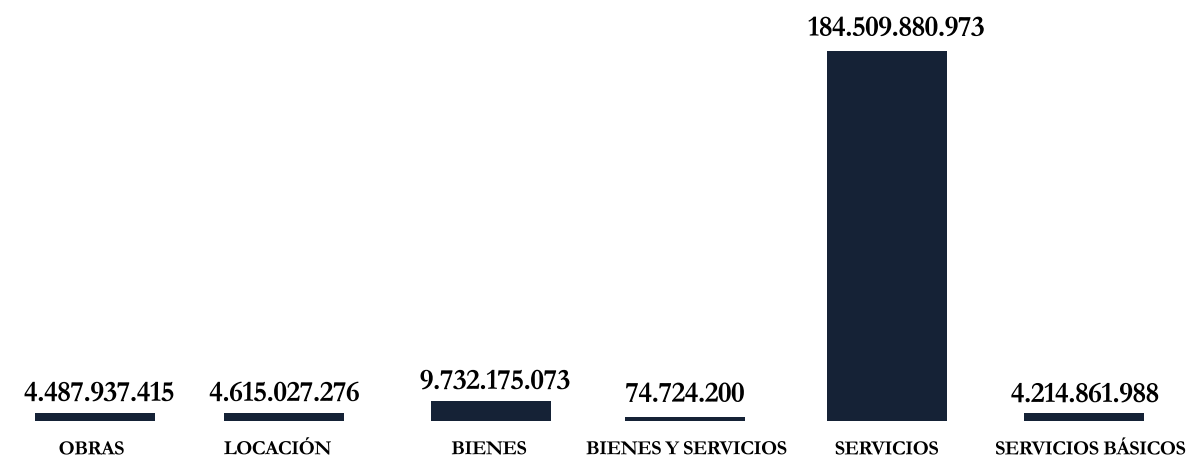 184.509.880.973
9.732.175.073
4.487.937.415
4.615.027.276
74.724.200
4.214.861.988
OBRAS
LOCACIÓN
BIENES
BIENES Y SERVICIOS
SERVICIOS
SERVICIOS BÁSICOS